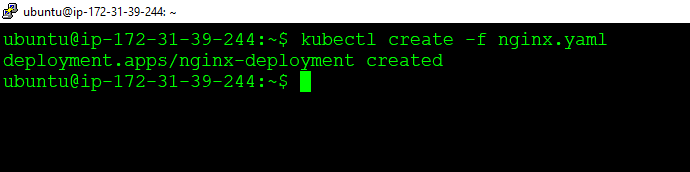 ubuntu@ip-172-31-39-244: ~
ubuntu@ip-172-31-39-244:~$ kubectl create -f nginx.yaml
deployment.apps/nginx-deployment created
ubuntu@ip-172-31-39-244:~$